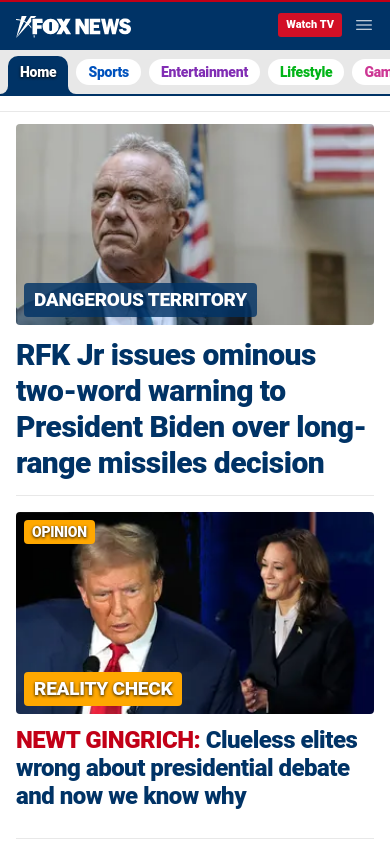 FOX NEWS
Watch TV
Home
Sports
Entertainment
Lifestyle
DANGEROUS TERRITORY
RFK Jr issues ominous
two-word warning to
President Biden over long-
range missiles decision
OPINION
REALITY CHECK
NEWT GINGRICH: Clueless elites
wrong about presidential debate
and now we know why